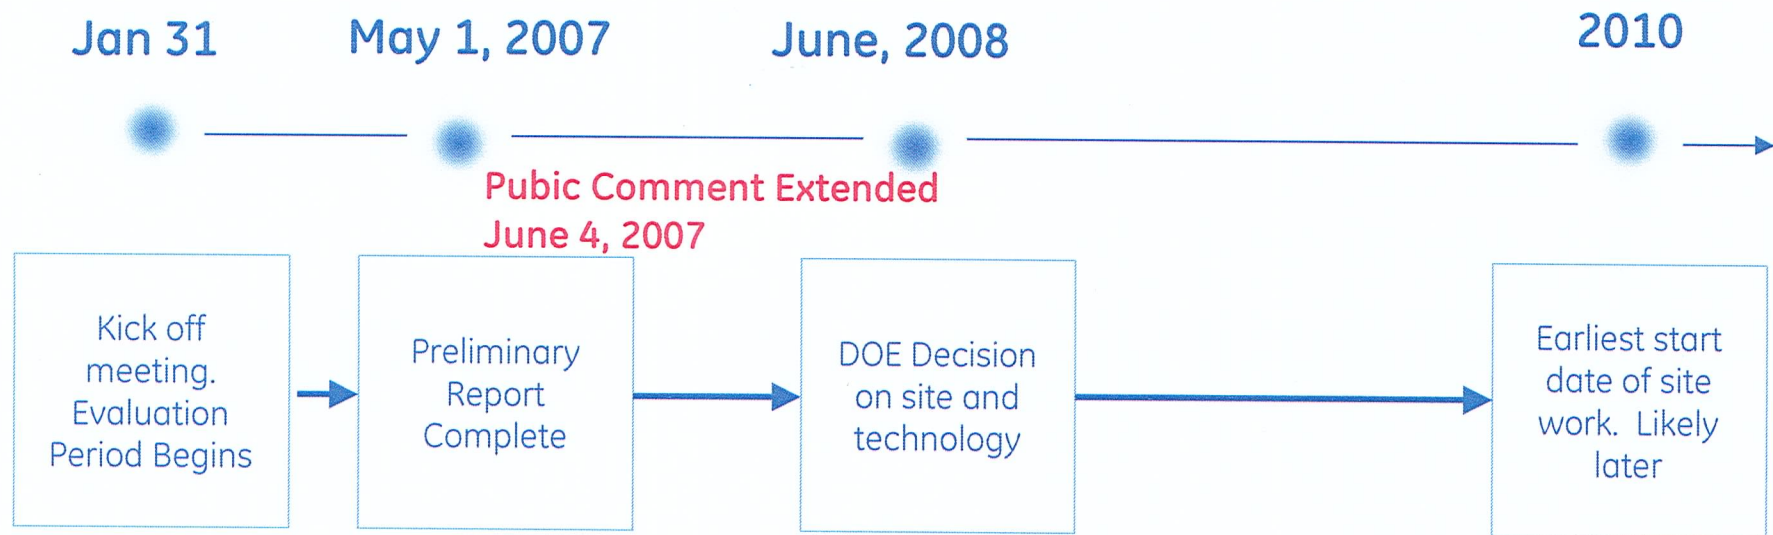 Jan 31
May 1, 2007
June, 2008
2010
Pubic Comment Extended
June 4, 2007
Kick off
meeting.
Evaluation
Period Begins
Preliminary
Report
Complete
DOE Decision
on site and
technology
Earliest start
date of site
work. Likely
later